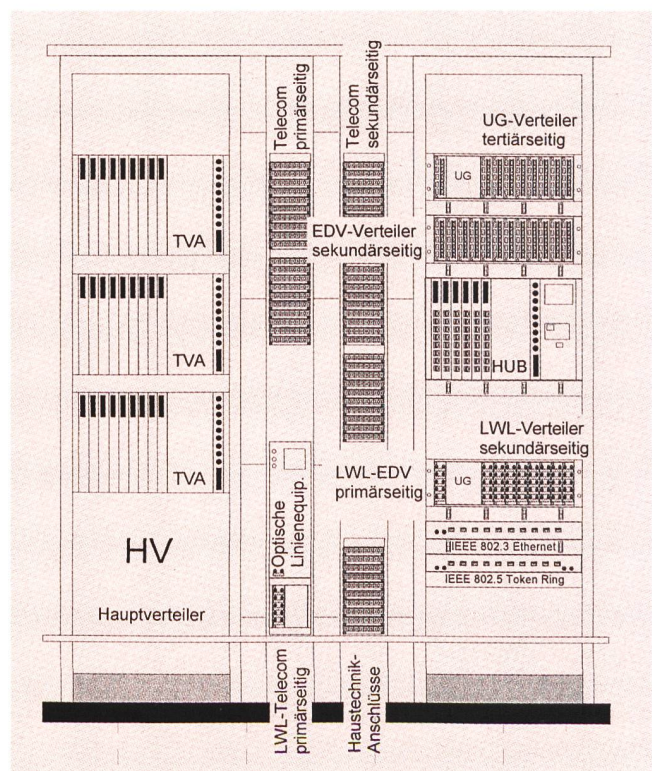 Telecom
primärseitig
Telecom
sekundärseitig
UG-Verteiler
tertiärseitig
UG
TVA
EDV-Verteiler
sekundärseitig
TVA
HUB
TVA
LWL-Verteiler
sekundärseitig
UG
LWL-EDV
primärseitig
Optische
Linienequip.
HV
IEEE 802.3 Ethernet
IEEE 802.5 Token Ring
Hauptverteiler
LWL-Telecom
primärseitig
Haustechnik-
Anschlüsse